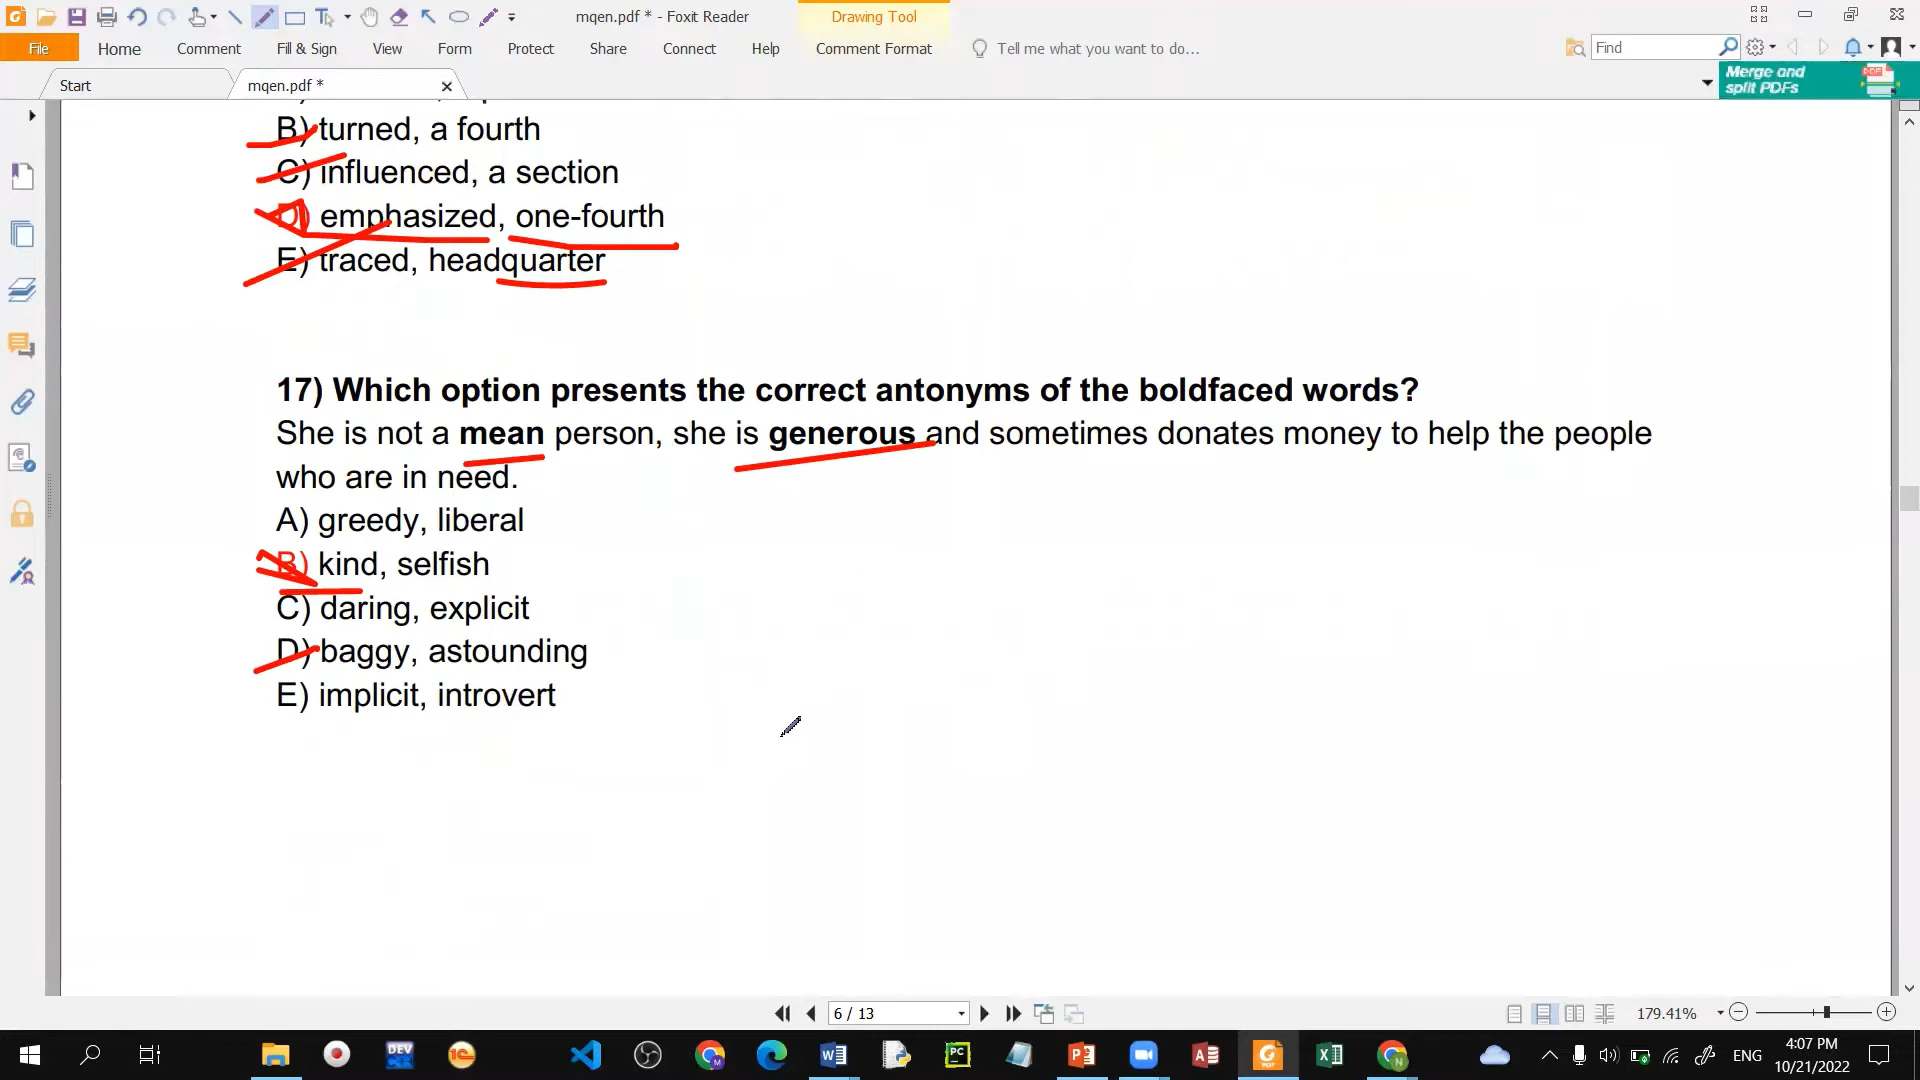 mqen.pdf * - Foxit Reader
Drawing Tool
File Home Comment Fill & Sign View Form Protect Share Connect Help Comment Format Tell me what you want to do... Find
Start
mqen.pdf *
Merge and split PDFs
B) turned, a fourth
C) influenced, a section
D) emphasized, one-fourth
E) traced, headquarter
17) Which option presents the correct antonyms of the boldfaced words?
She is not a mean person, she is generous and sometimes donates money to help the people
who are in need.
A) greedy, liberal
B) kind, selfish
C) daring, explicit
D) baggy, astounding
E) implicit, introvert
6 / 13
179.41%
ENG
4:07 PM
10/21/2022